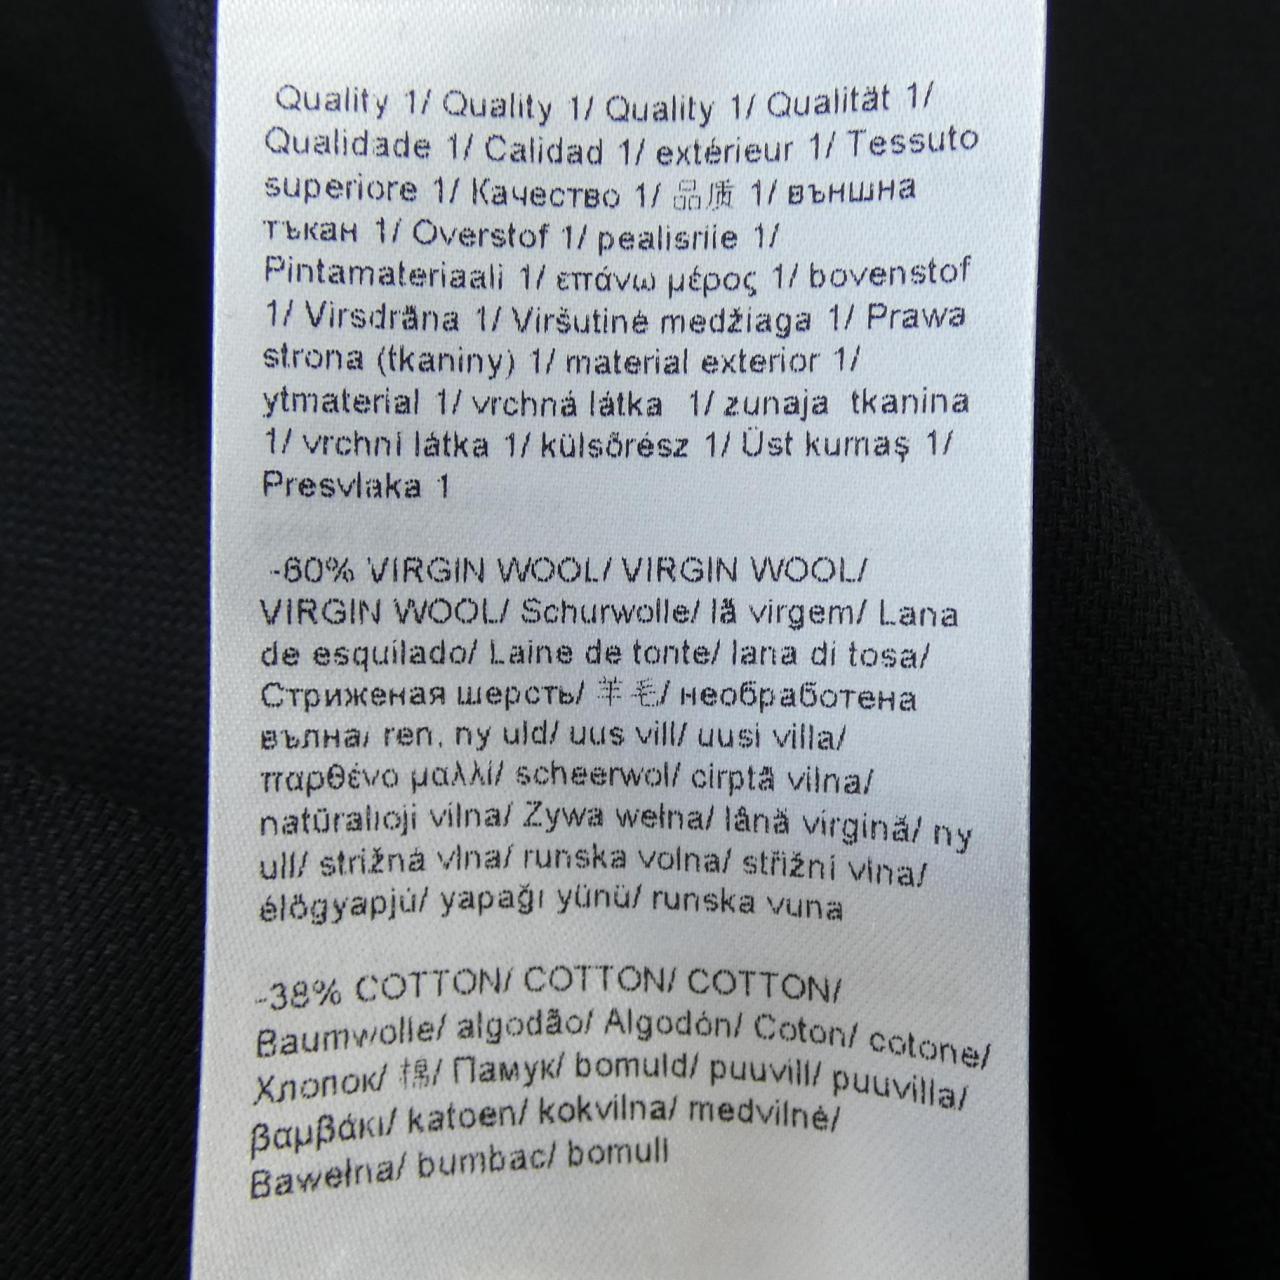 Quality 1/ Quality 1/ Quality 1/ Qualität 1/
Qualidade 1/ Calidad 1/ extérieur 1/ Tessuto
superiore 1/ Качество 1/ 品质 1/ външна
тъкан 1/ Overstof 1/ pealisriie 1/
Pintamateriaali 1/ επάνω μέρος 1/ bovenstof
1/ Virsdrāna 1/ Viršutinė medžiaga 1/ Prawa
strona (tkaniny) 1/ material exterior 1/
ytmaterial 1/ vrchná látka 1/ zunaja tkanina
1/ vrchní látka 1/ külsőrész 1/ Üst kumaş 1/
Presvlaka 1
-60% VIRGIN WOOL/ VIRGIN WOOL/
VIRGIN WOOL/ Schurwolle/ lã virgem/ Lana
de esquilado/ Laine de tonte/ lana di tosa/
Стриженая шерсть/ 羊毛/ необработена
вълна/ ren, ny uld/ uus vill/ uusi villa/
παρθένο μαλλί/ scheerwol/ cirptā vilna/
natūralioji vilna/ Żywa wełna/ lână virgină/ ny
ull/ strižná vlna/ runska volna/ střižní vlna/
élőgyapjú/ yapağı yünü/ runska vuna
-38% COTTON/ COTTON/ COTTON/
Baumwolle/ algodão/ Algodón/ Coton/ cotone/
Хлопок/ 棉/ Памук/ bomuld/ puuvill/ puuvilla/
βαμβάκι/ katoen/ kokvilna/ medvilnė/
Bawełna/ bumbac/ bomull